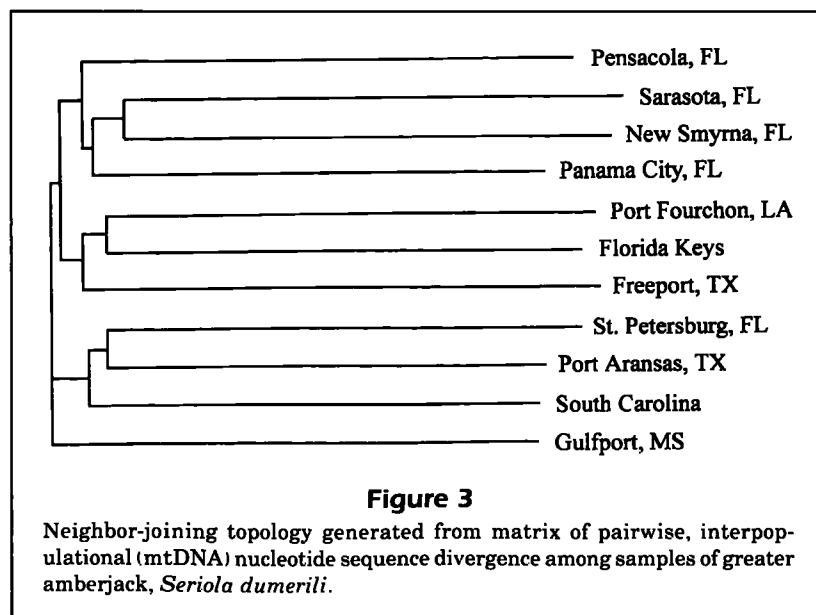 Pensacola, FL
Sarasota, FL
New Smyrna, FL
Panama City, FL
Port Fourchon, LA
Florida Keys
Freeport, TX
St. Petersburg, FL
Port Aransas, TX
South Carolina
Gulfport, MS
Figure 3
Neighbor-joining topology generated from matrix of pairwise, interpop-
ulational (mtDNA) nucleotide sequence divergence among samples of greater
amberjack, Seriola dumerili.